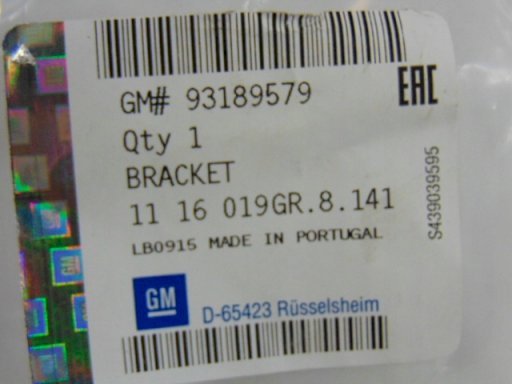 GM# 93189579
EAC
Qty 1
BRACKET
11 16 019GR.8.141
LB0915 MADE IN PORTUGAL
S439039595
GM
D-65423 Rüsselsheim